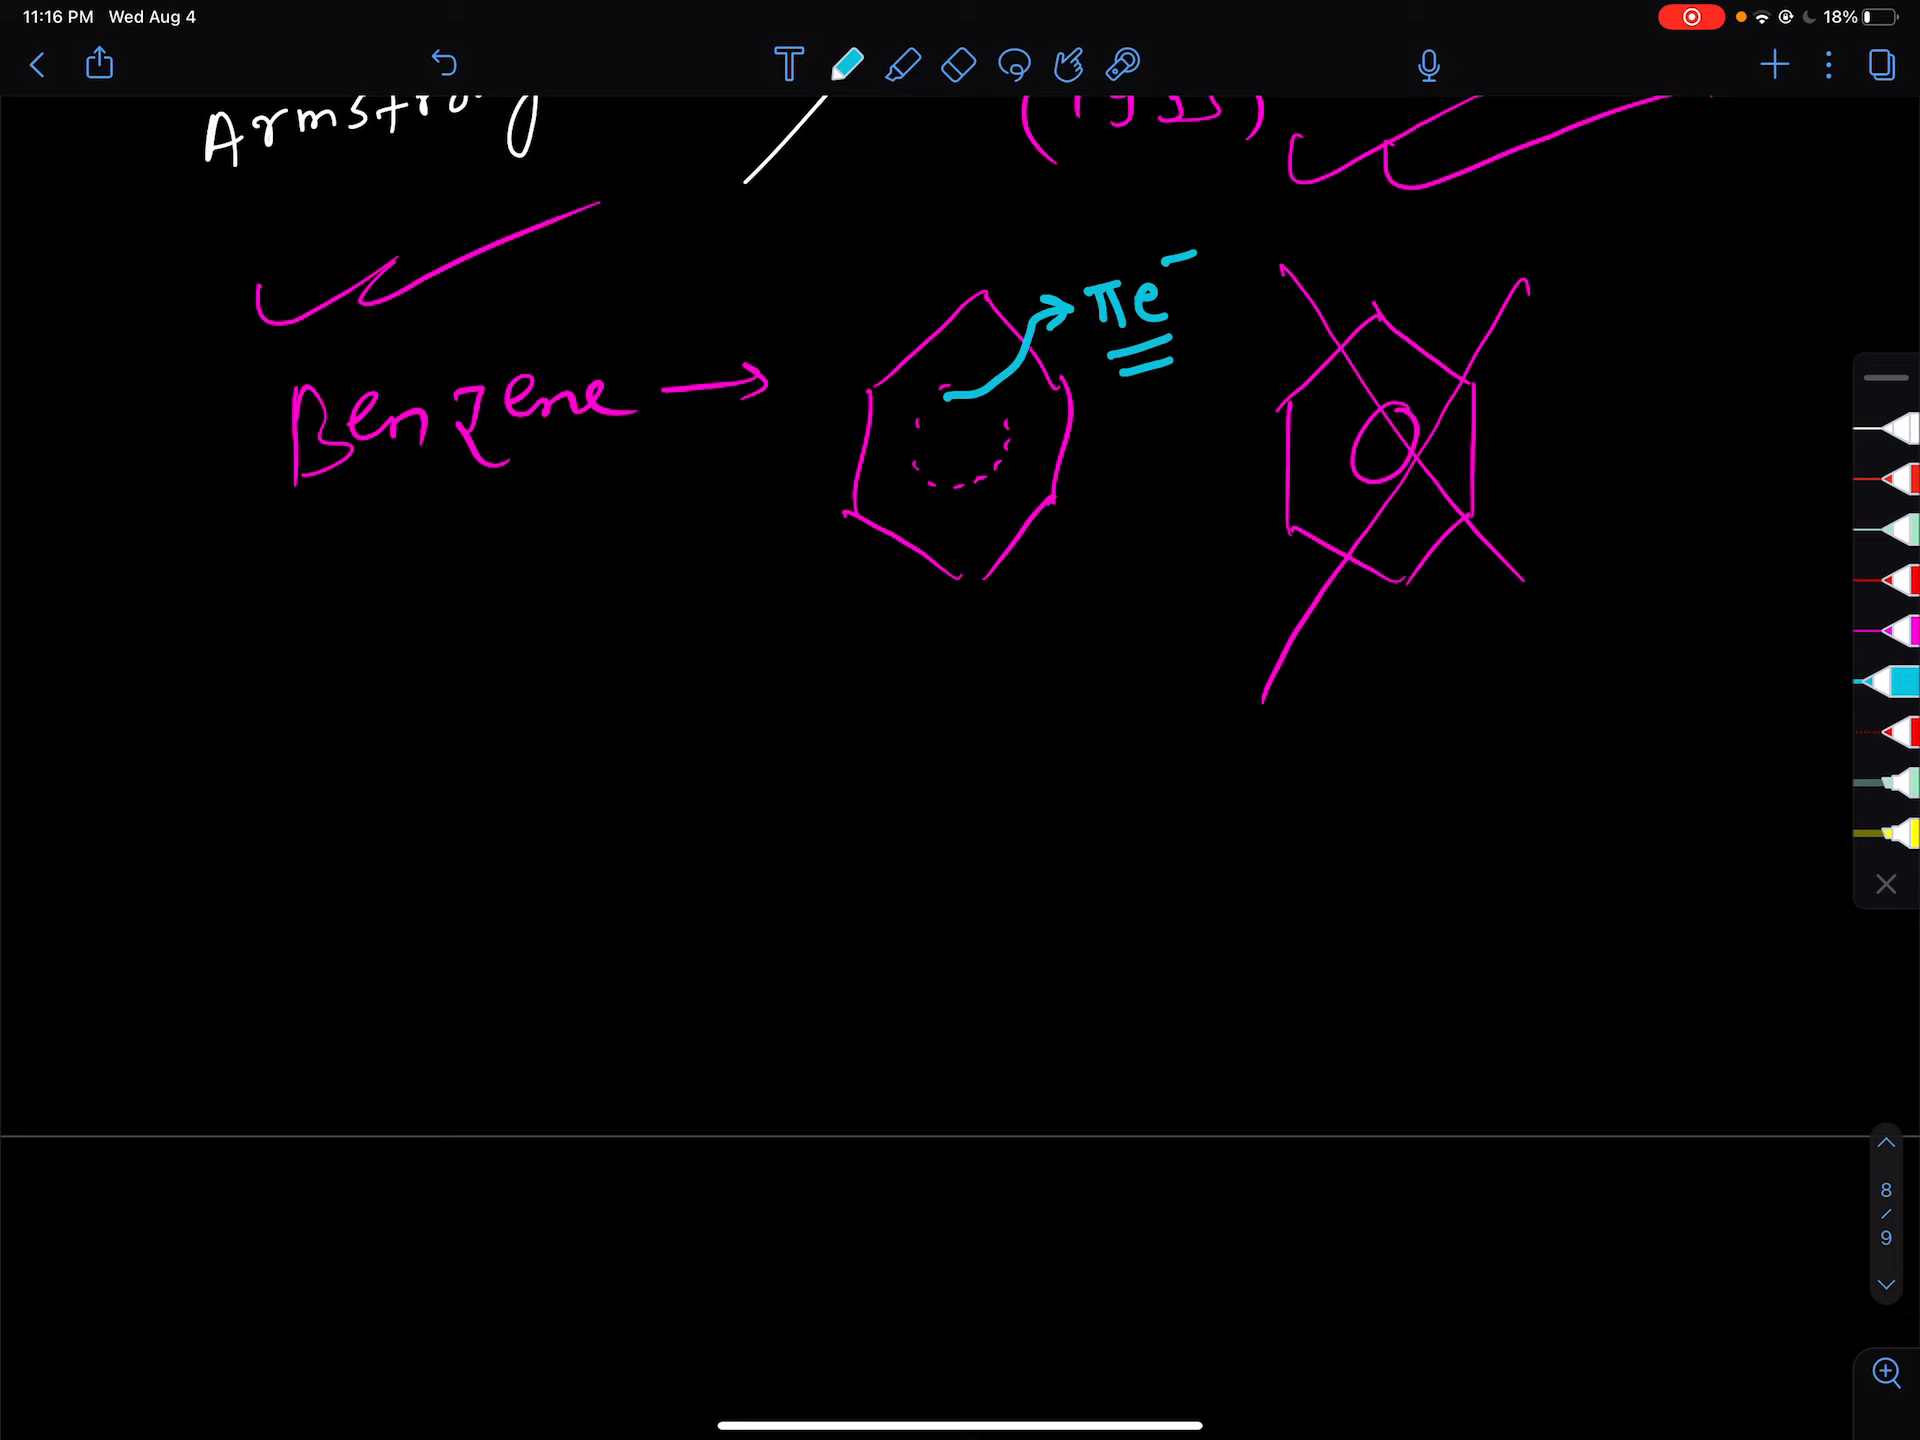 11:16 PM Wed Aug 4
18%
T
Armstrong
πe⁻
Benzene →
8
/
9